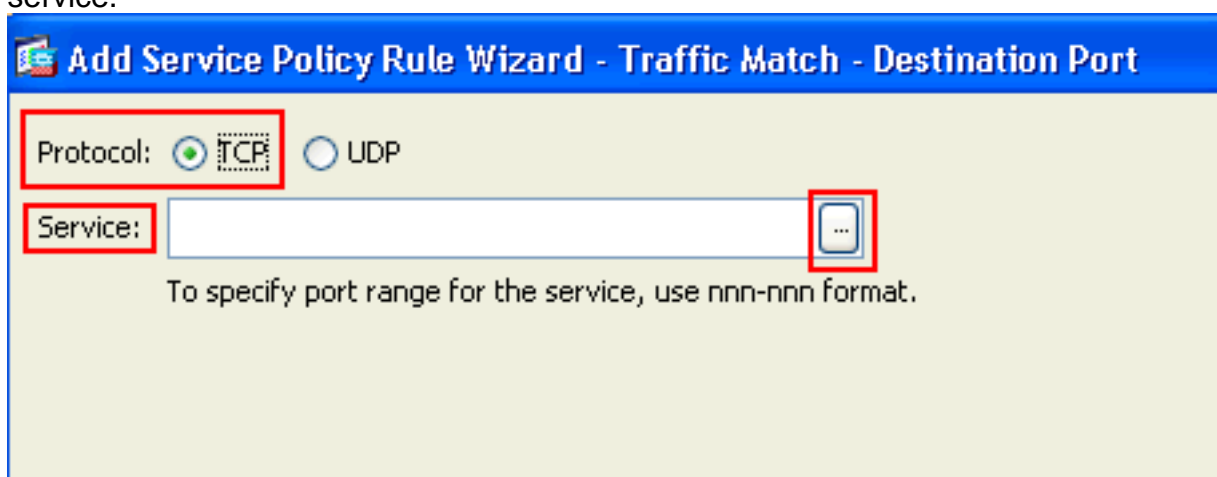 service.
Add Service Policy Rule Wizard - Traffic Match - Destination Port
Protocol: TCP UDP
Service: ...
To specify port range for the service, use nnn-nnn format.